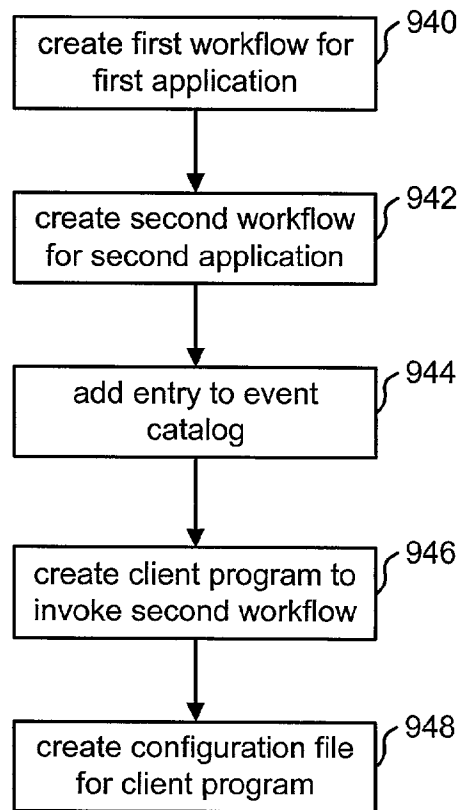 940
create first workflow for
first application
942
create second workflow
for second application
944
add entry to event
catalog
946
create client program to
invoke second workflow
948
create configuration file
for client program